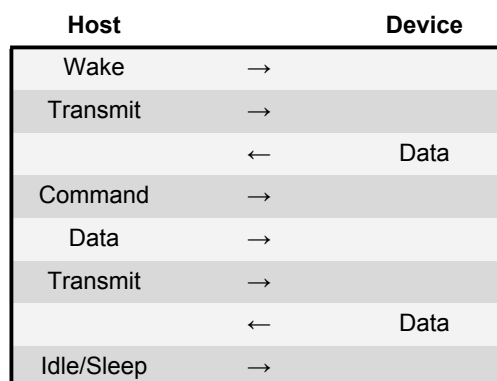 Host Device
Wake →
Transmit →
← Data
Command →
Data →
Transmit →
← Data
Idle/Sleep →